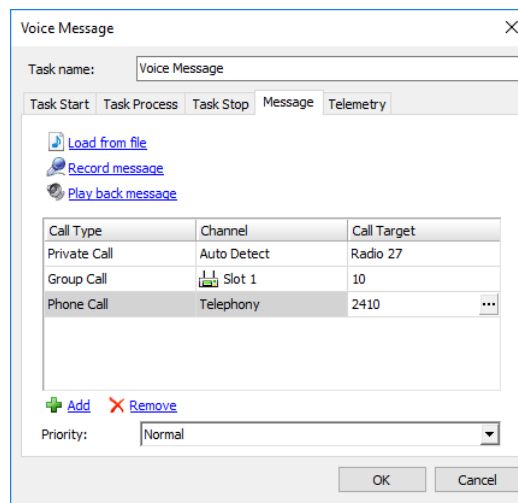 Voice Message
Task name: Voice Message
Task Start Task Process Task Stop Message Telemetry
Load from file
Record message
Play back message
Call Type Channel Call Target
Private Call Auto Detect Radio 27
Group Call Slot 1 10
Phone Call Telephony 2410 ...
Add Remove
Priority: Normal
OK Cancel